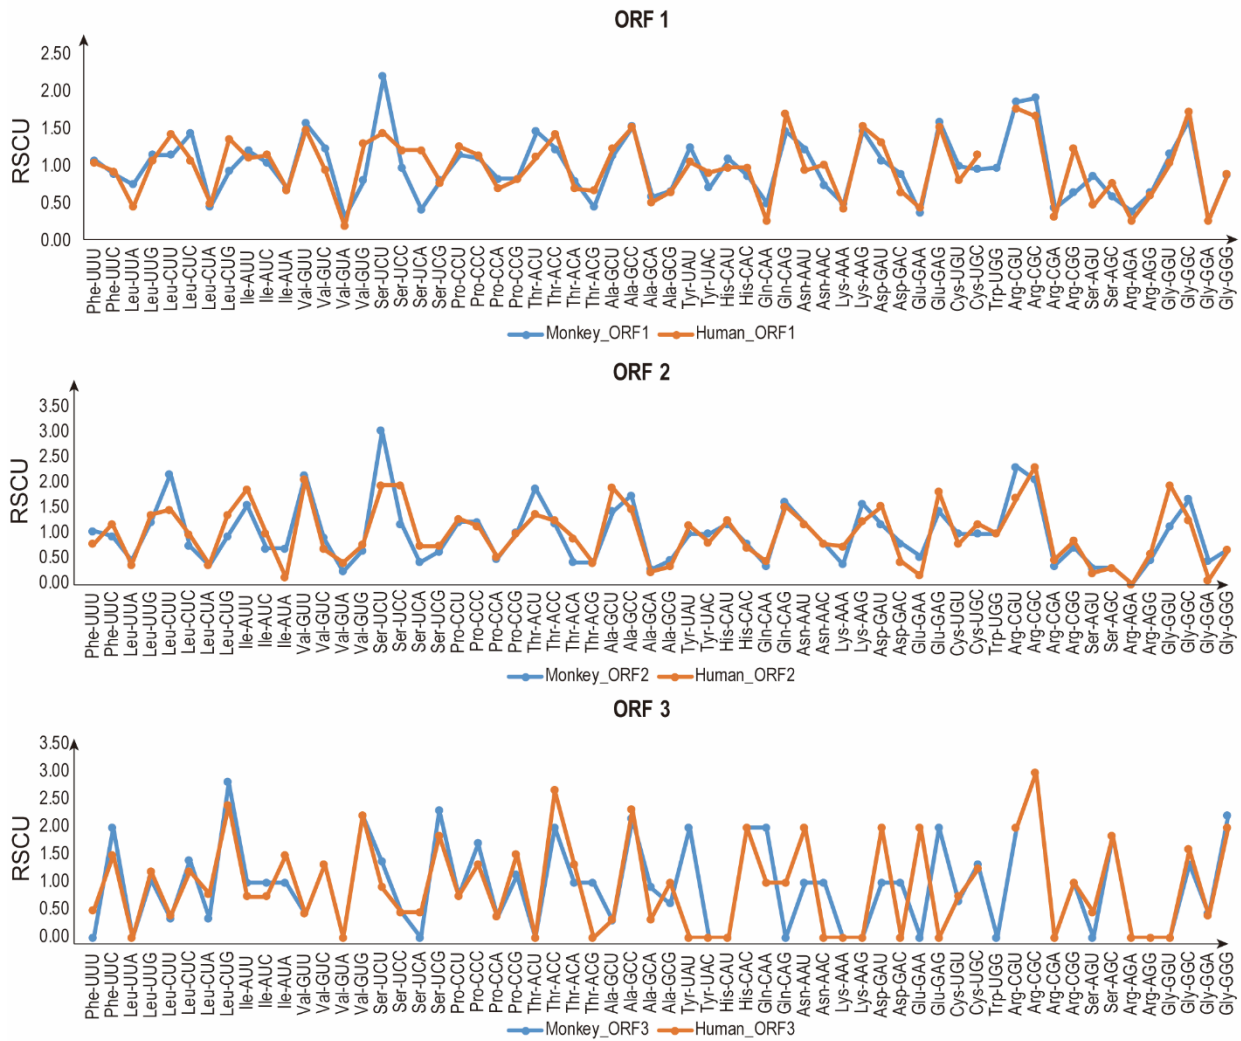 ORF 1
RSCU
2.50
2.00
1.50
1.00
0.50
0.00
Phe-UUU
Phe-UUC
Leu-UUA
Leu-UUG
Leu-CUU
Leu-CUC
Leu-CUA
Leu-CUG
Ile-AUU
Ile-AUC
Ile-AUA
Val-GUU
Val-GUC
Val-GUA
Val-GUG
Ser-UCU
Ser-UCC
Ser-UCA
Ser-UCG
Pro-CCU
Pro-CCC
Pro-CCA
Pro-CCG
Thr-ACU
Thr-ACC
Thr-ACA
Thr-ACG
Ala-GCU
Ala-GCC
Ala-GCA
Ala-GCG
Tyr-UAU
Tyr-UAC
His-CAU
His-CAC
Gln-CAA
Gln-CAG
Asn-AAU
Asn-AAC
Lys-AAA
Lys-AAG
Asp-GAU
Asp-GAC
Glu-GAA
Glu-GAG
Cys-UGU
Cys-UGC
Trp-UGG
Arg-CGU
Arg-CGC
Arg-CGA
Arg-CGG
Ser-AGU
Ser-AGC
Arg-AGA
Arg-AGG
Gly-GGU
Gly-GGC
Gly-GGA
Gly-GGG
Monkey_ORF1 Human_ORF1
ORF 2
RSCU
3.50
3.00
2.50
2.00
1.50
1.00
0.50
0.00
Phe-UUU
Phe-UUC
Leu-UUA
Leu-UUG
Leu-CUU
Leu-CUC
Leu-CUA
Leu-CUG
Ile-AUU
Ile-AUC
Ile-AUA
Val-GUU
Val-GUC
Val-GUA
Val-GUG
Ser-UCU
Ser-UCC
Ser-UCA
Ser-UCG
Pro-CCU
Pro-CCC
Pro-CCA
Pro-CCG
Thr-ACU
Thr-ACC
Thr-ACA
Thr-ACG
Ala-GCU
Ala-GCC
Ala-GCA
Ala-GCG
Tyr-UAU
Tyr-UAC
His-CAU
His-CAC
Gln-CAA
Gln-CAG
Asn-AAU
Asn-AAC
Lys-AAA
Lys-AAG
Asp-GAU
Asp-GAC
Glu-GAA
Glu-GAG
Cys-UGU
Cys-UGC
Trp-UGG
Arg-CGU
Arg-CGC
Arg-CGA
Arg-CGG
Ser-AGU
Ser-AGC
Arg-AGA
Arg-AGG
Gly-GGU
Gly-GGC
Gly-GGA
Gly-GGG
Monkey_ORF2 Human_ORF2
ORF 3
RSCU
3.50
3.00
2.50
2.00
1.50
1.00
0.50
0.00
Phe-UUU
Phe-UUC
Leu-UUA
Leu-UUG
Leu-CUU
Leu-CUC
Leu-CUA
Leu-CUG
Ile-AUU
Ile-AUC
Ile-AUA
Val-GUU
Val-GUC
Val-GUA
Val-GUG
Ser-UCU
Ser-UCC
Ser-UCA
Ser-UCG
Pro-CCU
Pro-CCC
Pro-CCA
Pro-CCG
Thr-ACU
Thr-ACC
Thr-ACA
Thr-ACG
Ala-GCU
Ala-GCC
Ala-GCA
Ala-GCG
Tyr-UAU
Tyr-UAC
His-CAU
His-CAC
Gln-CAA
Gln-CAG
Asn-AAU
Asn-AAC
Lys-AAA
Lys-AAG
Asp-GAU
Asp-GAC
Glu-GAA
Glu-GAG
Cys-UGU
Cys-UGC
Trp-UGG
Arg-CGU
Arg-CGC
Arg-CGA
Arg-CGG
Ser-AGU
Ser-AGC
Arg-AGA
Arg-AGG
Gly-GGU
Gly-GGC
Gly-GGA
Gly-GGG
Monkey_ORF3 Human_ORF3